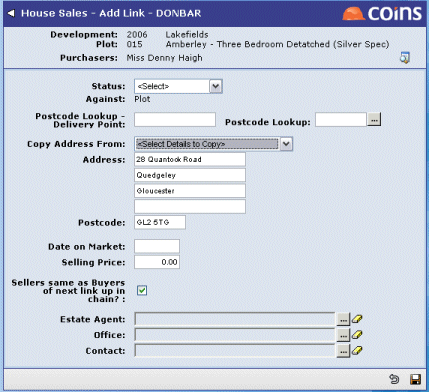 House Sales - Add Link - DONBAR
COINS
Development: 2006 Lakefields
Plot: 015 Amberley - Three Bedroom Detatched (Silver Spec)
Purchasers: Miss Denny Haigh
Status: <Select>
Against: Plot
Postcode Lookup -
Delivery Point: Postcode Lookup: ...
Copy Address From: <Select Details to Copy>
Address: 28 Quantock Road
Quedgeley
Gloucester
Postcode: GL2 5TG
Date on Market:
Selling Price: 0.00
Sellers same as Buyers
of next link up in
chain? :
Estate Agent: ...
Office: ...
Contact: ...